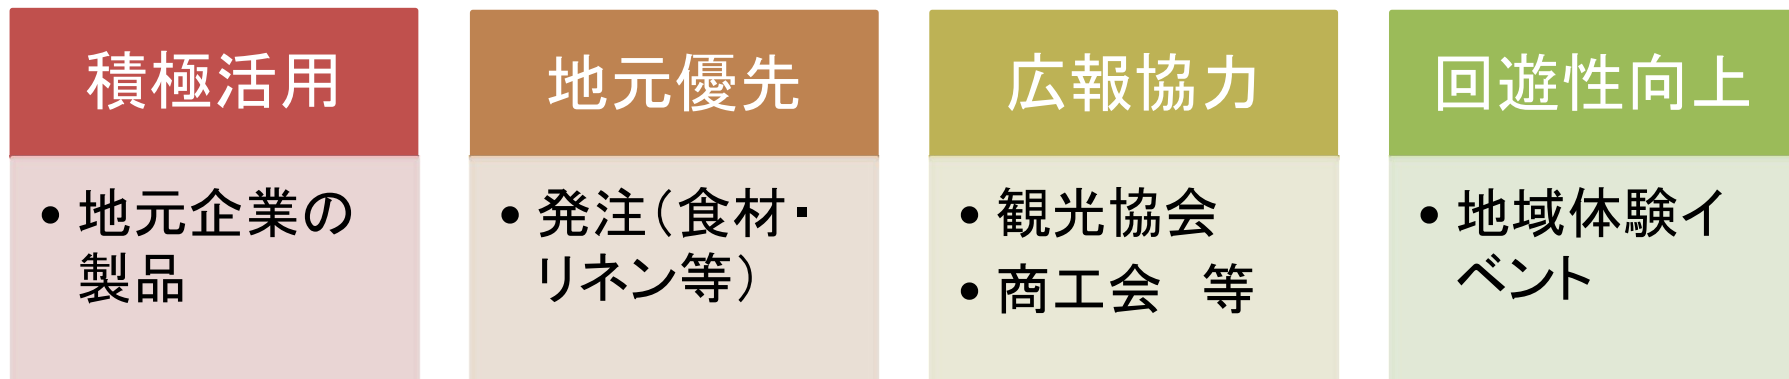 積極活用
• 地元企業の
製品
地元優先
• 発注（食材・
リネン等）
広報協力
• 観光協会
• 商工会　等
回遊性向上
• 地域体験イ
ベント